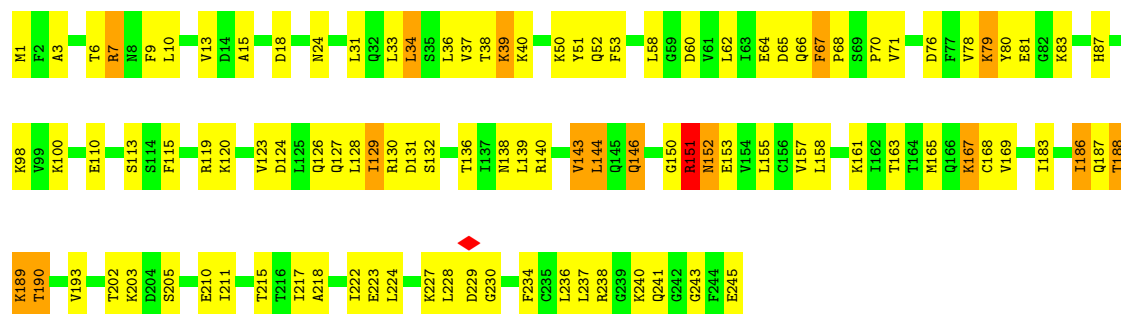 M1 F2 A3 T6 R7 N8 F9 L10 V13 D14 A15 D18 N24 L31 Q32 L33 L34 S35 L36 V37 T38 K39 K40 K50 Y51 Q52 F53 L58 G59 D60 V61 L62 I63 E64 D65 Q66 F67 P68 S69 P70 V71 D76 F77 V78 K79 Y80 E81 G82 K83 H87
K98 V99 K100 E110 S113 S114 F115 R119 K120 V123 D124 L125 Q126 Q127 L128 I129 R130 D131 S132 T136 I137 N138 L139 R140 V143 L144 Q145 Q146 G150 R151 N152 E153 V154 L155 C156 V157 L158 K161 I162 T163 T164 M165 Q166 K167 C168 V169 I183 I186 Q187 T188
K189 T190 V193 T202 K203 D204 S205 E210 I211 T215 T216 I217 A218 I222 E223 L224 K227 L228 D229 G230 F234 C235 L236 L237 R238 G239 K240 Q241 G242 G243 F244 E245